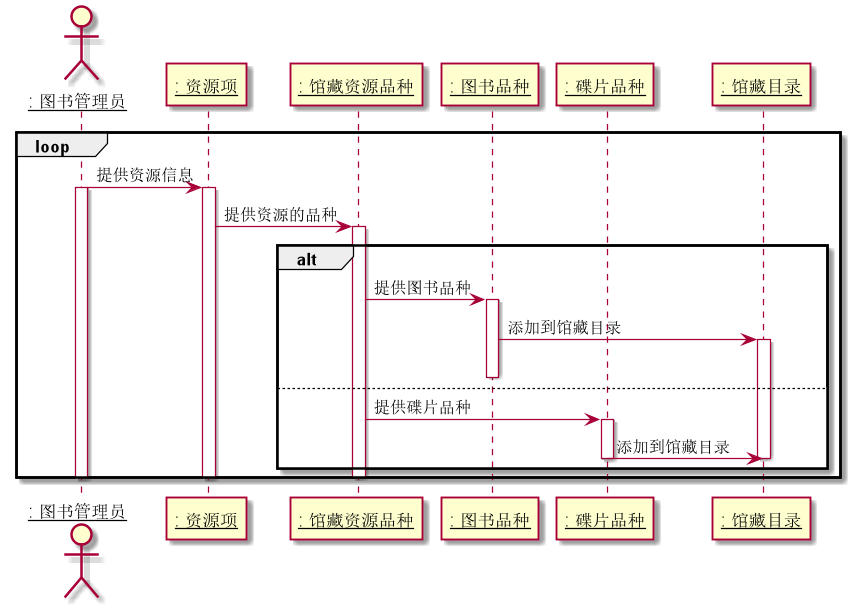 : 图书管理员
: 资源项
: 馆藏资源品种
: 图书品种
: 碟片品种
: 馆藏目录
loop
提供资源信息
提供资源的品种
alt
提供图书品种
添加到馆藏目录
提供碟片品种
添加到馆藏目录
: 图书管理员
: 资源项
: 馆藏资源品种
: 图书品种
: 碟片品种
: 馆藏目录